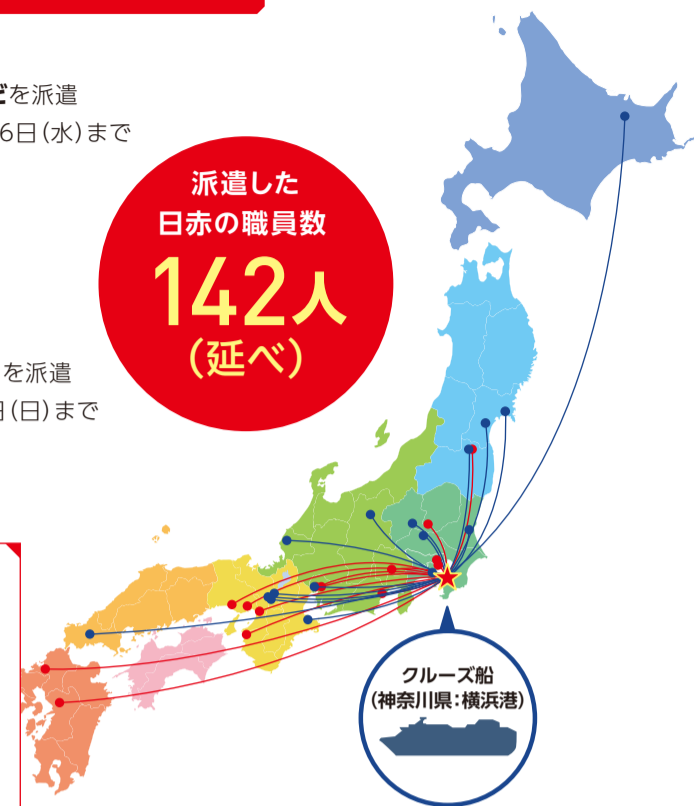 だを派遣
6日(水)まで
派遣した
日赤の職員数
142人
(延べ)
を派遣
(日)まで
クルーズ船
(神奈川県:横浜港)